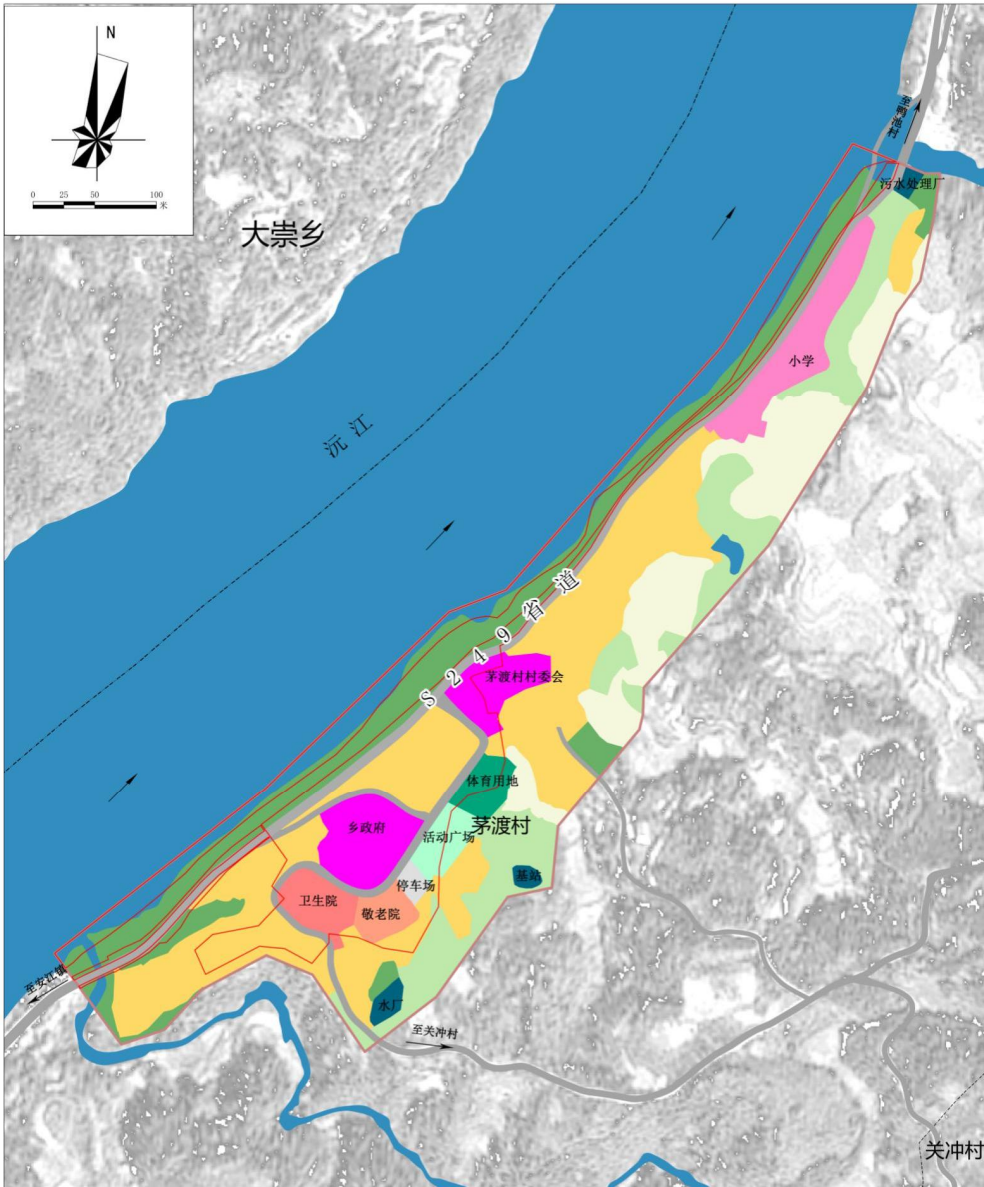 N
0 25 50 100
米
至鸭池村
污水处理厂
大崇乡
小学
沅江
S249省道
茅渡村村委会
体育用地
乡政府
活动广场
茅渡村
停车场
基站
卫生院
敬老院
至安江镇
水厂
至关冲村
关冲村